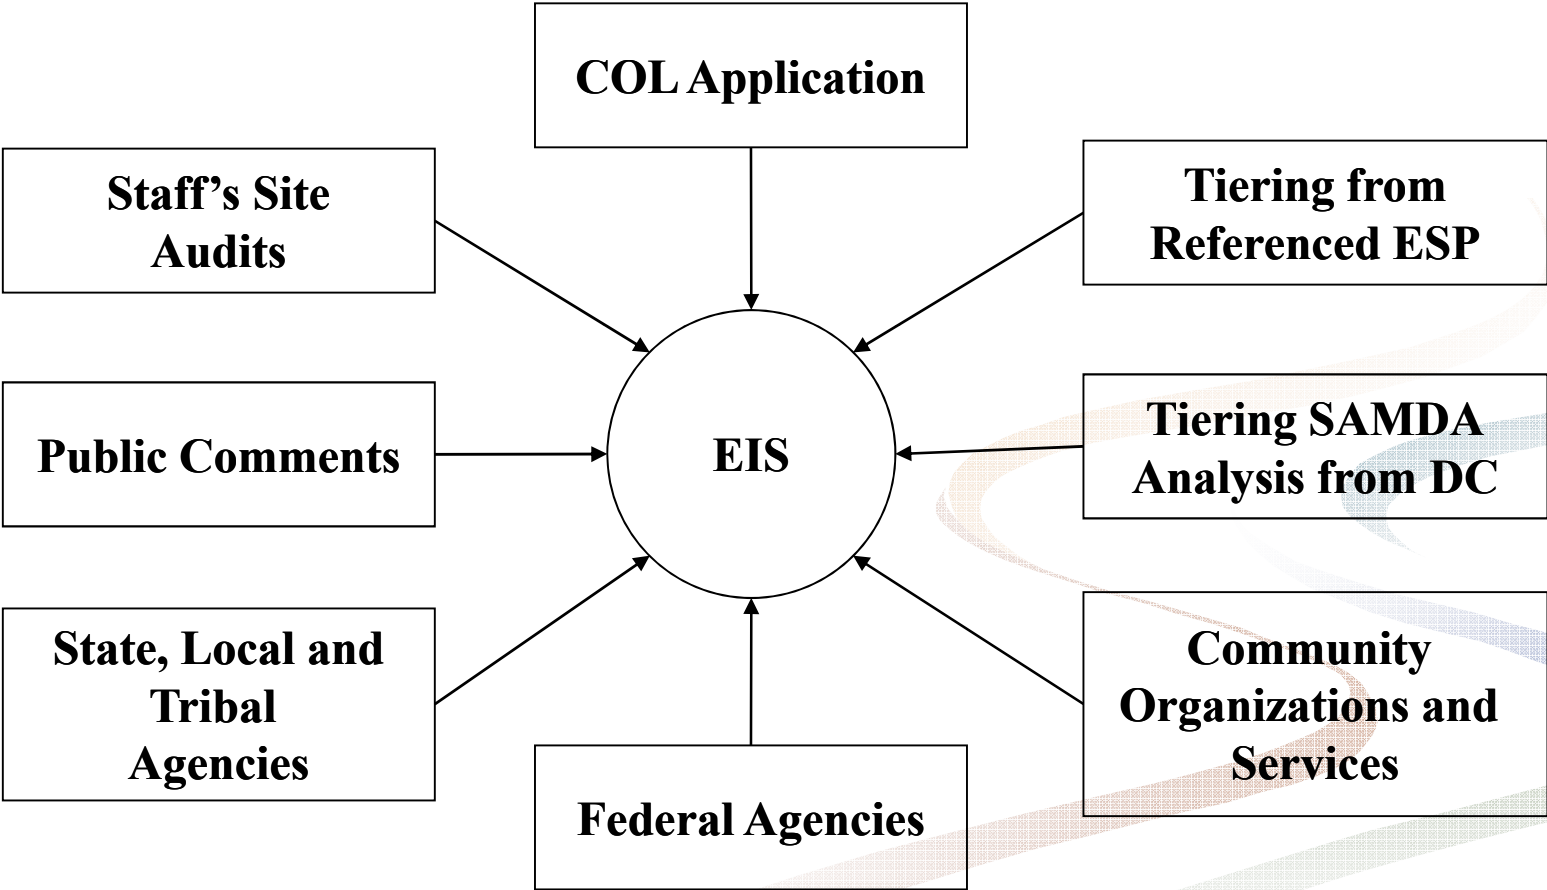 COL Application
Staff’s Site
Audits
Tiering from
Referenced ESP
Public Comments
EIS
Tiering SAMDA
Analysis from DC
State, Local and
Tribal
Agencies
Federal Agencies
Community
Organizations and
Services